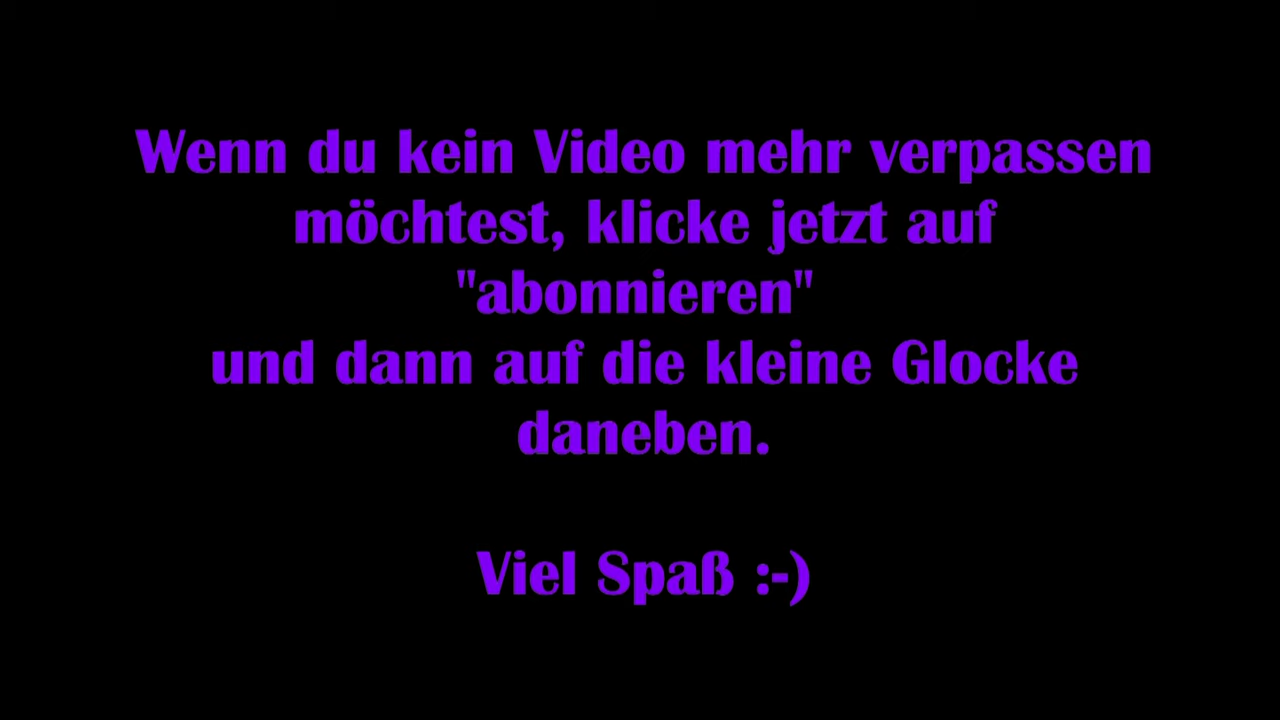 Wenn du kein Video mehr verpassen
möchtest, klicke jetzt auf
"abonnieren"
und dann auf die kleine Glocke
daneben.
Viel Spaß :-)